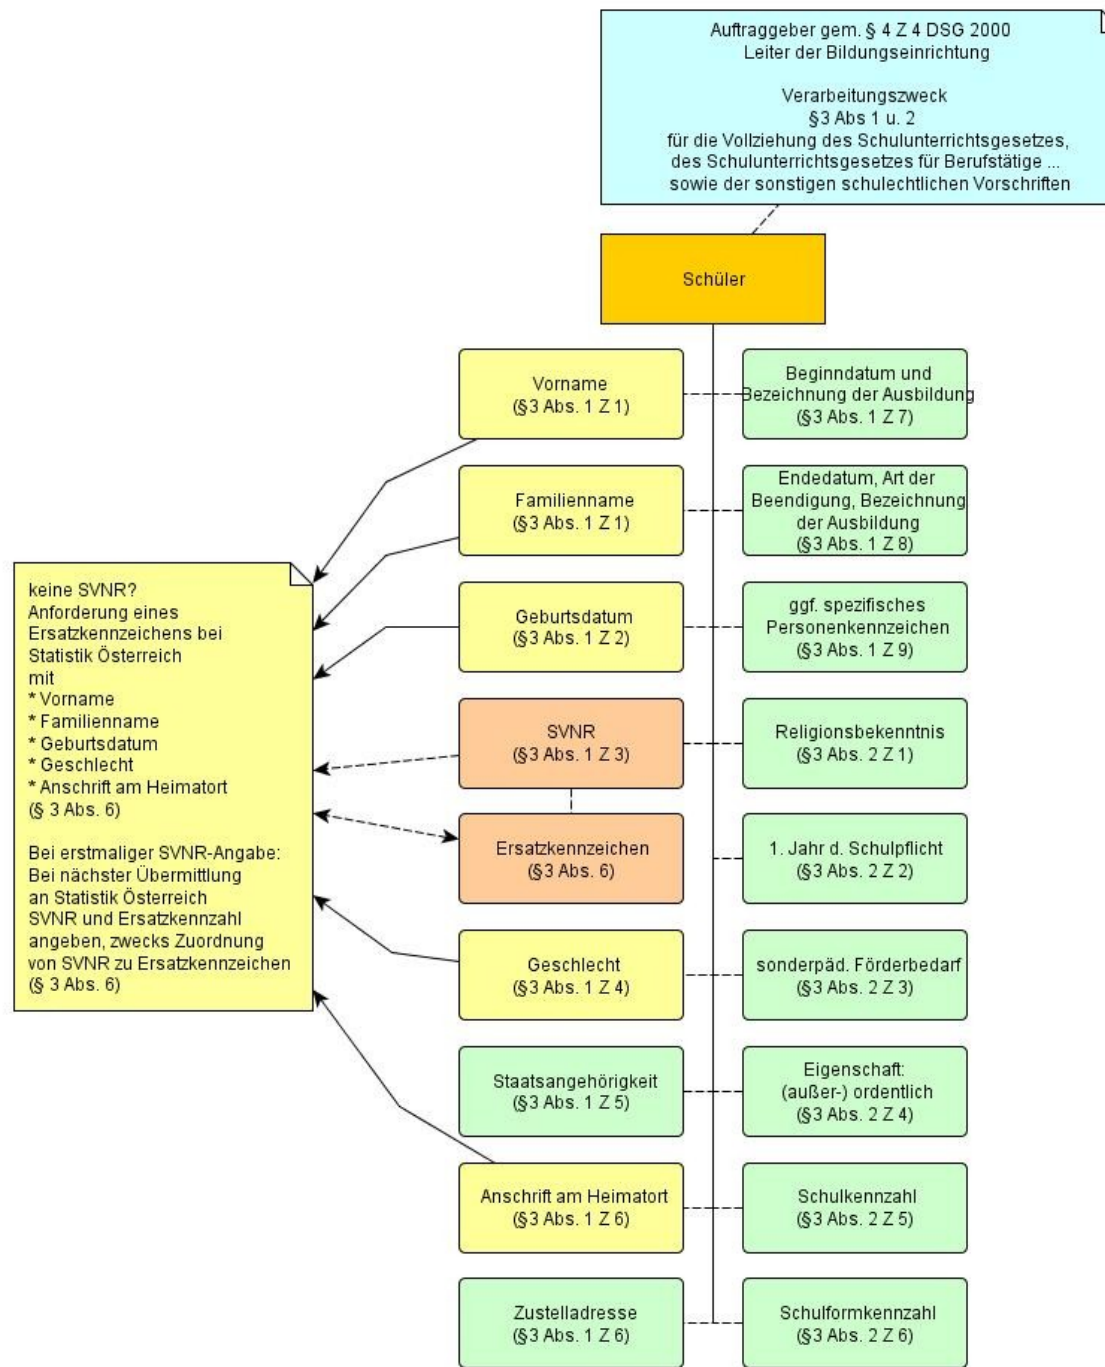 Auftraggeber gem. § 4 Z 4 DSG 2000
Leiter der Bildungseinrichtung
Verarbeitungszweck
§3 Abs 1 u. 2
für die Vollziehung des Schulunterrichtsgesetzes,
des Schulunterrichtsgesetzes für Berufstätige ...
sowie der sonstigen schulechtlichen Vorschriften
Schüler
Vorname
(§3 Abs. 1 Z 1)
Beginndatum und
Bezeichnung der Ausbildung
(§3 Abs. 1 Z 7)
Familienname
(§3 Abs. 1 Z 1)
Endedatum, Art der
Beendigung, Bezeichnung
der Ausbildung
(§3 Abs. 1 Z 8)
keine SVNR?
Anforderung eines
Ersatzkennzeichens bei
Statistik Österreich
mit
* Vorname
* Familienname
* Geburtsdatum
* Geschlecht
* Anschrift am Heimatort
(§ 3 Abs. 6)
Bei erstmaliger SVNR-Angabe:
Bei nächster Übermittlung
an Statistik Österreich
SVNR und Ersatzkennzahl
angeben, zwecks Zuordnung
von SVNR zu Ersatzkennzeichen
(§ 3 Abs. 6)
Geburtsdatum
(§3 Abs. 1 Z 2)
ggf. spezifisches
Personenkennzeichen
(§3 Abs. 1 Z 9)
SVNR
(§3 Abs. 1 Z 3)
Religionsbekenntnis
(§3 Abs. 2 Z 1)
Ersatzkennzeichen
(§3 Abs. 6)
1. Jahr d. Schulpflicht
(§3 Abs. 2 Z 2)
Geschlecht
(§3 Abs. 1 Z 4)
sonderpäd. Förderbedarf
(§3 Abs. 2 Z 3)
Staatsangehörigkeit
(§3 Abs. 1 Z 5)
Eigenschaft:
(außer-) ordentlich
(§3 Abs. 2 Z 4)
Anschrift am Heimatort
(§3 Abs. 1 Z 6)
Schulkennzahl
(§3 Abs. 2 Z 5)
Zustelladresse
(§3 Abs. 1 Z 6)
Schulformkennzahl
(§3 Abs. 2 Z 6)